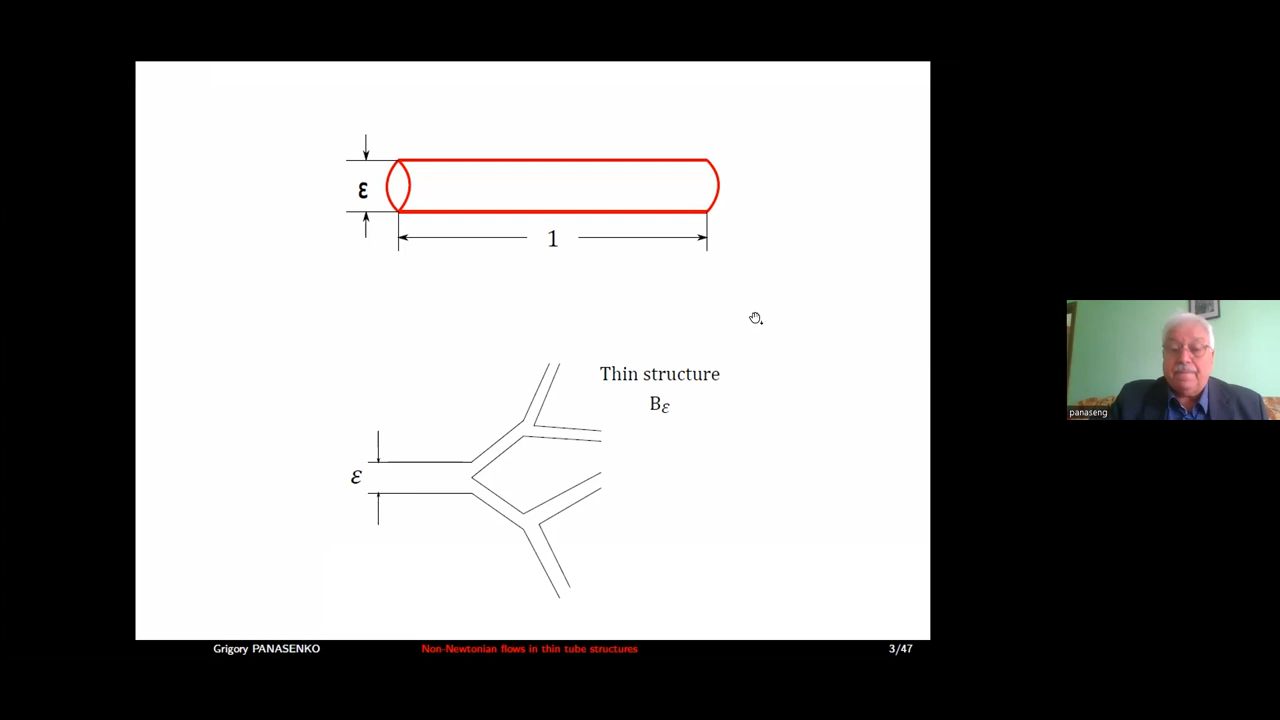 ε
1
Thin structure
Bε
ε
panaseng
Grigory PANASENKO Non-Newtonian flows in thin tube structures 3/47